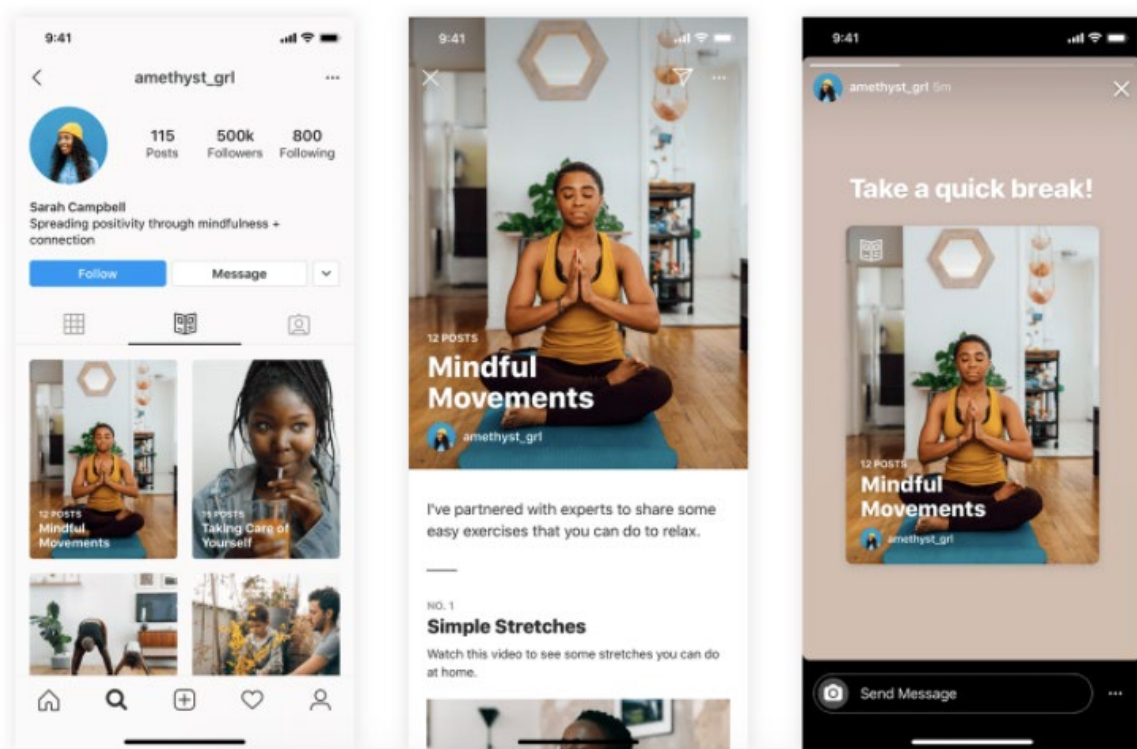 9:41
amethyst_grl
115
500k
800
Posts
Followers
Following
Sarah Campbell
Spreading positivity through mindfulness +
connection
Follow
Message
12 POSTS
Mindful
Movements
15 POSTS
Taking Care of
Yourself
9:41
12 POSTS
Mindful
Movements
amethyst_grl
I've partnered with experts to share some
easy exercises that you can do to relax.
NO. 1
Simple Stretches
Watch this video to see some stretches you can do
at home.
9:41
amethyst_grl 5m
Take a quick break!
12 POSTS
Mindful
Movements
amethyst_grl
Send Message